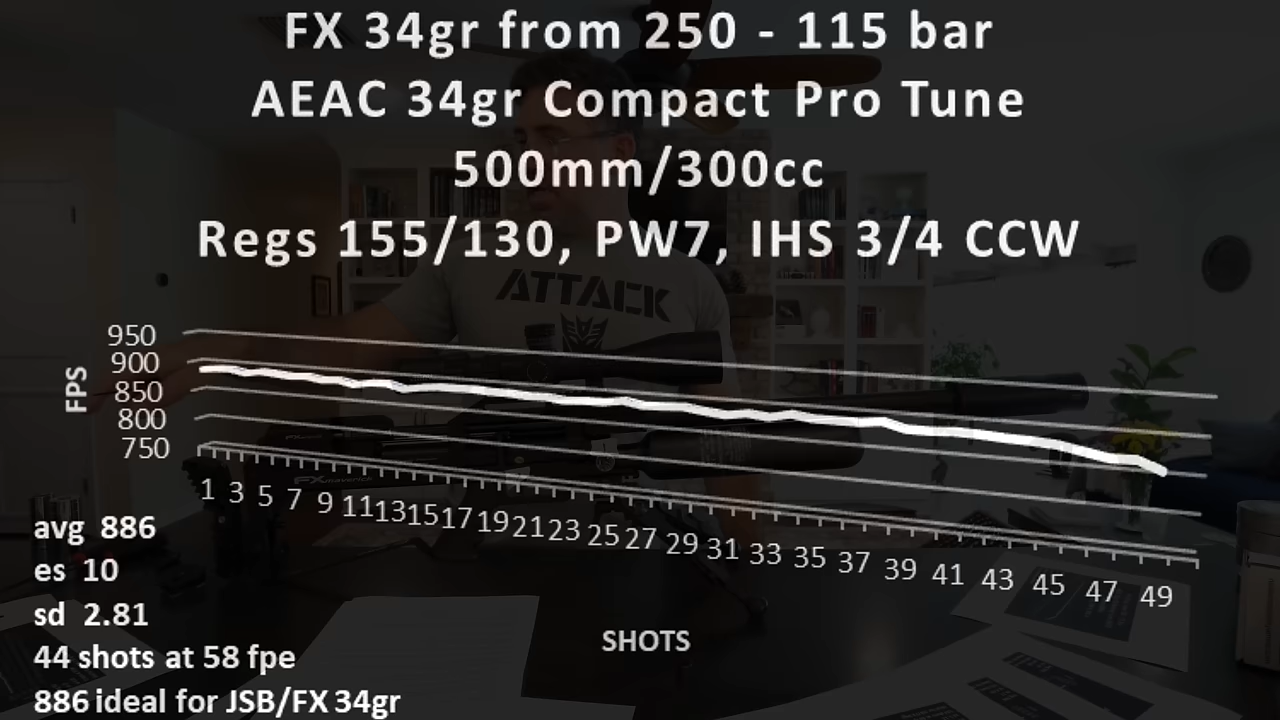 FX 34gr from 250 - 115 bar
AEAC 34gr Compact Pro Tune
500mm/300cc
Regs 155/130, PW7, IHS 3/4 CCW
ATTACK
950
900
850
800
750
FPS
1 3 5 7 9 11 13 15 17 19 21 23 25 27 29 31 33 35 37 39 41 43 45 47 49
SHOTS
avg 886
es 10
sd 2.81
44 shots at 58 fpe
886 ideal for JSB/FX 34gr